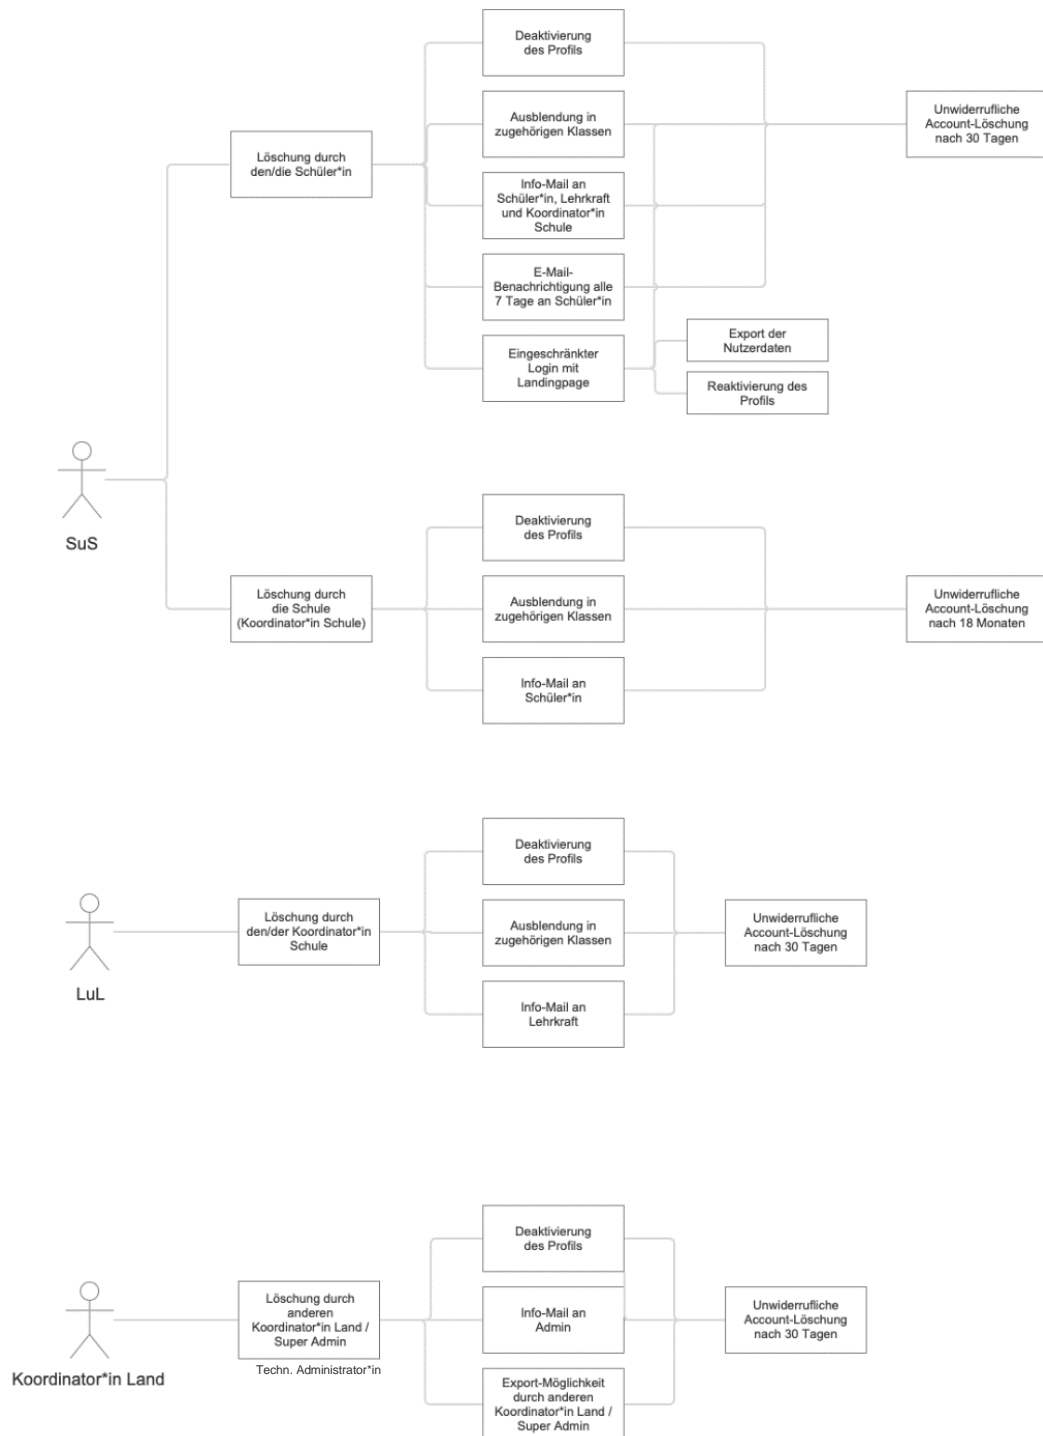 Deaktivierung
des Profils
Ausblendung in
zugehörigen Klassen
Unwiderrufliche
Account-Löschung
nach 30 Tagen
Löschung durch
den/die Schüler*in
Info-Mail an
Schüler*in, Lehrkraft
und Koordinator*in
Schule
E-Mail-
Benachrichtigung alle
7 Tage an Schüler*in
Eingeschränkter
Login mit
Landingpage
Export der
Nutzerdaten
Reaktivierung des
Profils
SuS
Deaktivierung
des Profils
Löschung durch
die Schule
(Koordinator*in Schule)
Ausblendung in
zugehörigen Klassen
Unwiderrufliche
Account-Löschung
nach 18 Monaten
Info-Mail an
Schüler*in
Deaktivierung
des Profils
LuL
Löschung durch
den/der Koordinator*in
Schule
Ausblendung in
zugehörigen Klassen
Unwiderrufliche
Account-Löschung
nach 30 Tagen
Info-Mail an
Lehrkraft
Deaktivierung
des Profils
Koordinator*in Land
Löschung durch
anderen
Koordinator*in Land /
Super Admin
Techn. Administrator*in
Info-Mail an
Admin
Unwiderrufliche
Account-Löschung
nach 30 Tagen
Export-Möglichkeit
durch anderen
Koordinator*in Land /
Super Admin